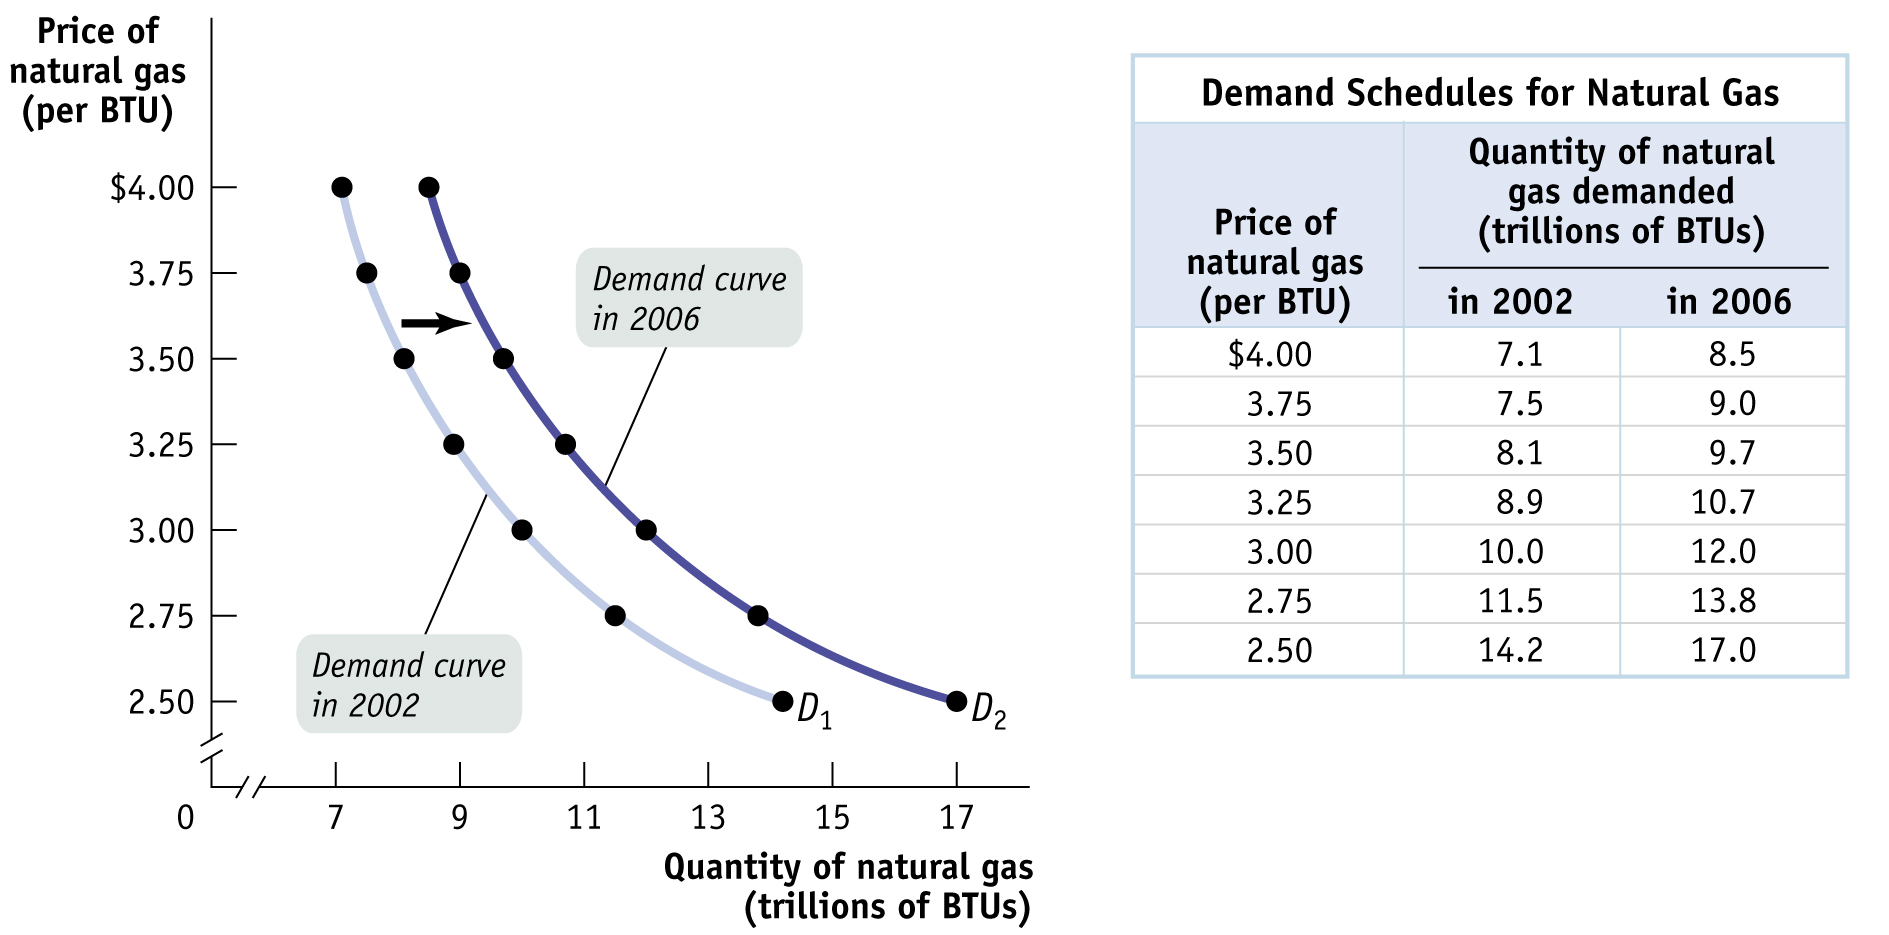 Price of
natural gas
(per BTU)
$4.00
3.75
3.50
3.25
3.00
2.75
2.50
0
7 9 11 13 15 17
Quantity of natural gas
(trillions of BTUs)
Demand curve
in 2006
Demand curve
in 2002
D1
D2
Demand Schedules for Natural Gas
Price of
natural gas
(per BTU)
Quantity of natural
gas demanded
(trillions of BTUs)
in 2002 in 2006
$4.00 7.1 8.5
3.75 7.5 9.0
3.50 8.1 9.7
3.25 8.9 10.7
3.00 10.0 12.0
2.75 11.5 13.8
2.50 14.2 17.0